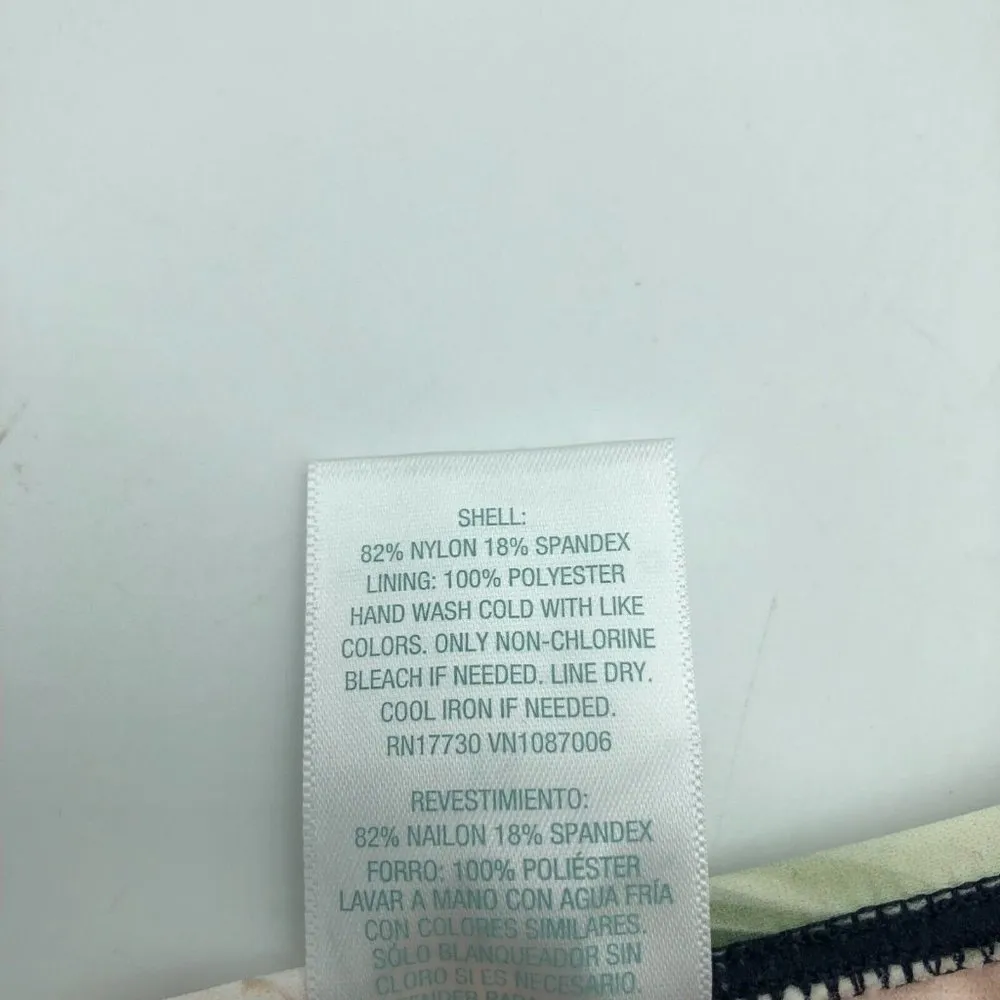 SHELL:
82% NYLON 18% SPANDEX
LINING: 100% POLYESTER
HAND WASH COLD WITH LIKE
COLORS. ONLY NON-CHLORINE
BLEACH IF NEEDED. LINE DRY.
COOL IRON IF NEEDED.
RN17730 VN1087006
REVESTIMIENTO:
82% NAILON 18% SPANDEX
FORRO: 100% POLIÉSTER
LAVAR A MANO CON AGUA FRÍA
CON COLORES SIMILARES.
SÓLO BLANQUEADOR SIN
CLORO SI ES NECESARIO.